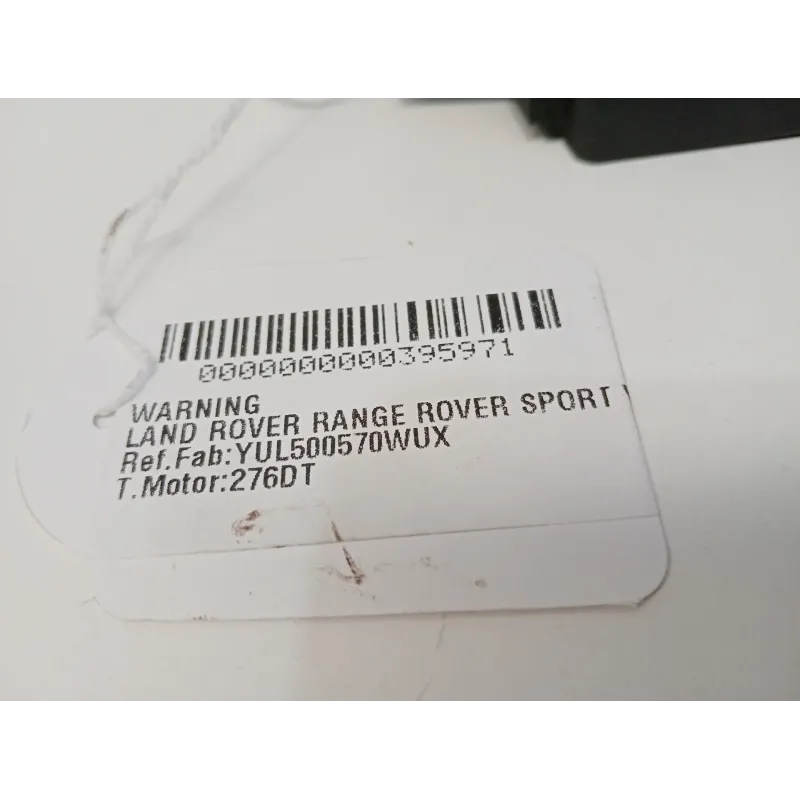 0000000000395971
WARNING
LAND ROVER RANGE ROVER SPORT
Ref.Fab:YUL500570WUX
T.Motor:276DT